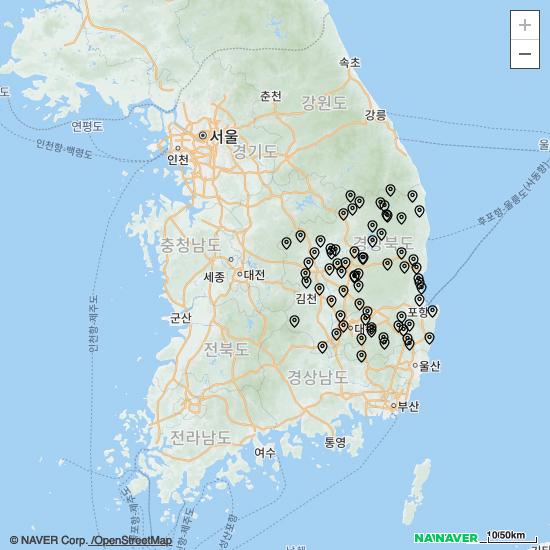 +
−
속초
춘천
강원도
강릉
도
연평도
서울
인천
경기도
인천항-백령도
울
후포항-울릉도(사동항)
충청남도
경상북도
세종
대전
인천항-제주도
김천
포항
군산
대
전북도
울산
경상남도
부산
전라남도
통영
여수
© NAVER Corp. /OpenStreetMap
NAVER
10/50km